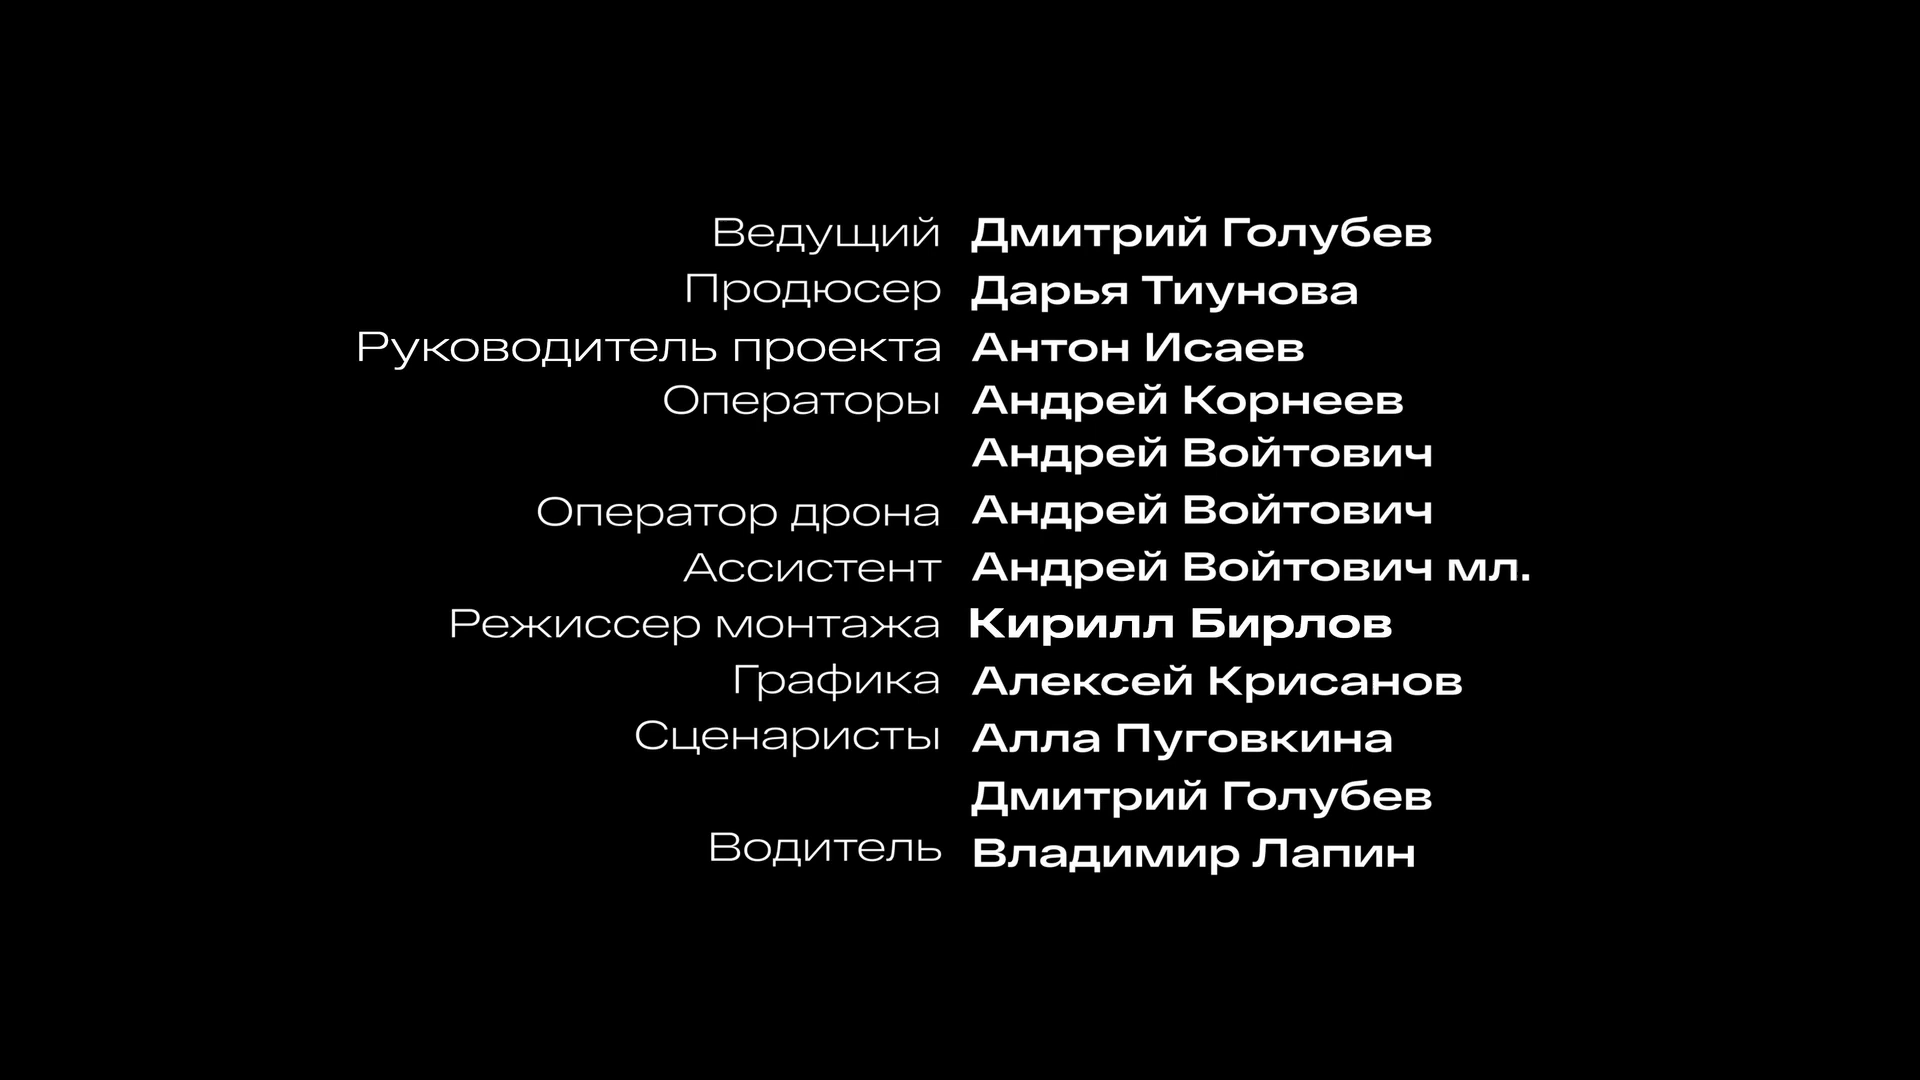 Ведущий Дмитрий Голубев
Продюсер Дарья Тиунова
Руководитель проекта Антон Исаев
Операторы Андрей Корнеев
Андрей Войтович
Оператор дрона Андрей Войтович
Ассистент Андрей Войтович мл.
Режиссер монтажа Кирилл Бирлов
Графика Алексей Крисанов
Сценаристы Алла Пуговкина
Дмитрий Голубев
Водитель Владимир Лапин